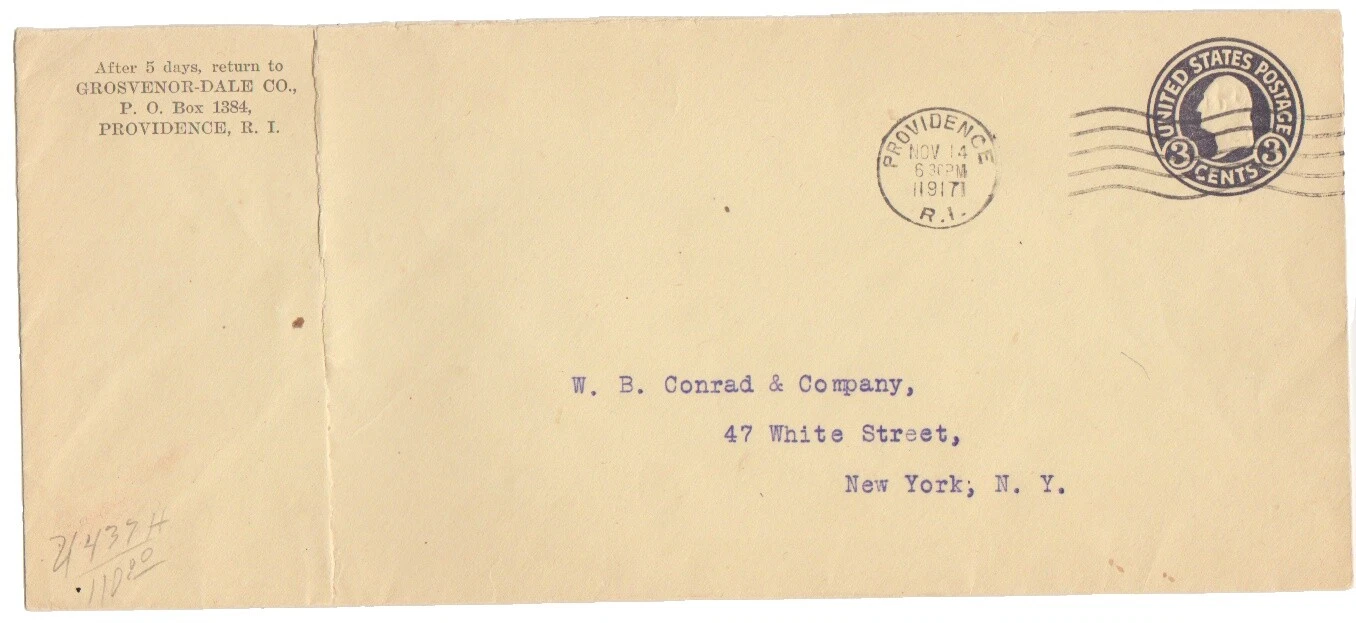 After 5 days, return to
GROSVENOR-DALE CO.,
P. O. Box 1384,
PROVIDENCE, R. I.
PROVIDENCE
NOV 14
6 30PM
1917
R.I.
UNITED STATES POSTAGE
3 CENTS 3
W. B. Conrad & Company,
47 White Street,
New York, N. Y.
437H